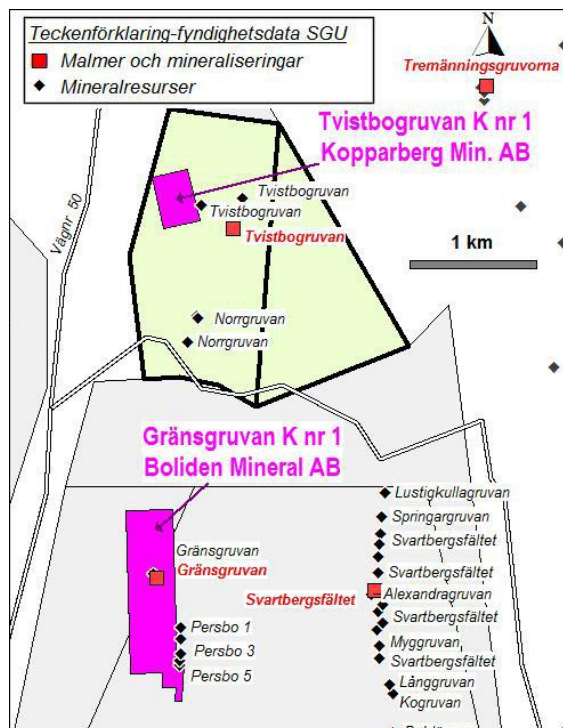 Teckenförklaring-fyndighetsdata SGU
Malmer och mineraliseringar
Mineralresurser
N
Tremänningsgruvorna
Tvistbogruvan K nr 1
Kopparberg Min. AB
Vägnr 50
Tvistbogruvan
Tvistbogruvan
Tvistbogruvan
1 km
Norrgruvan
Norrgruvan
Gränsgruvan K nr 1
Boliden Mineral AB
Lustigkullagruvan
Springargruvan
Svartbergsfältet
Gränsgruvan
Gränsgruvan
Svartbergsfältet
Svartbergsfältet
Alexandragruvan
Svartbergsfältet
Persbo 1
Myggruvan
Persbo 3
Svartbergsfältet
Persbo 5
Långgruvan
Kogruvan